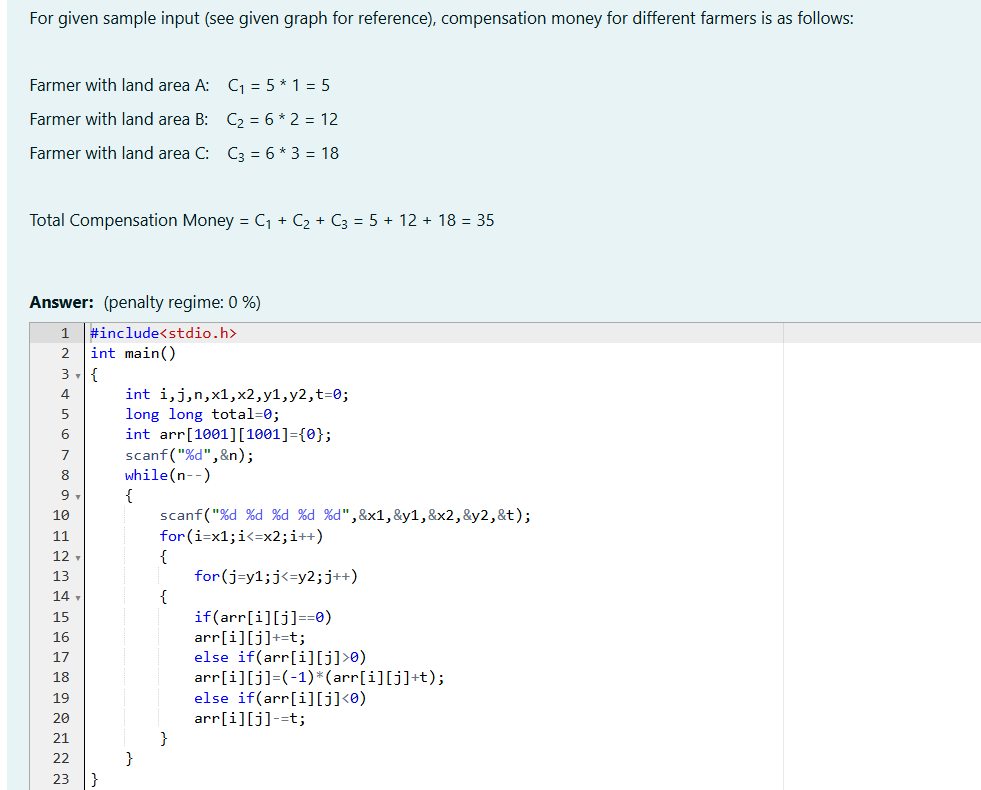 For given sample input (see given graph for reference), compensation money for different farmers is as follows:
Farmer with land area A: C₁ = 5 * 1 = 5
Farmer with land area B: C₂ = 6 * 2 = 12
Farmer with land area C: C₃ = 6 * 3 = 18
Total Compensation Money = C₁ + C₂ + C₃ = 5 + 12 + 18 = 35
Answer: (penalty regime: 0 %)
1 #include<stdio.h>
2 int main()
3 {
4 int i,j,n,x1,x2,y1,y2,t=0;
5 long long total=0;
6 int arr[1001][1001]={0};
7 scanf("%d",&n);
8 while(n--)
9 {
10 scanf("%d %d %d %d %d",&x1,&y1,&x2,&y2,&t);
11 for(i=x1;i<=x2;i++)
12 {
13 for(j=y1;j<=y2;j++)
14 {
15 if(arr[i][j]==0)
16 arr[i][j]+=t;
17 else if(arr[i][j]>0)
18 arr[i][j]=(-1)*(arr[i][j]+t);
19 else if(arr[i][j]<0)
20 arr[i][j]-=t;
21 }
22 }
23 }